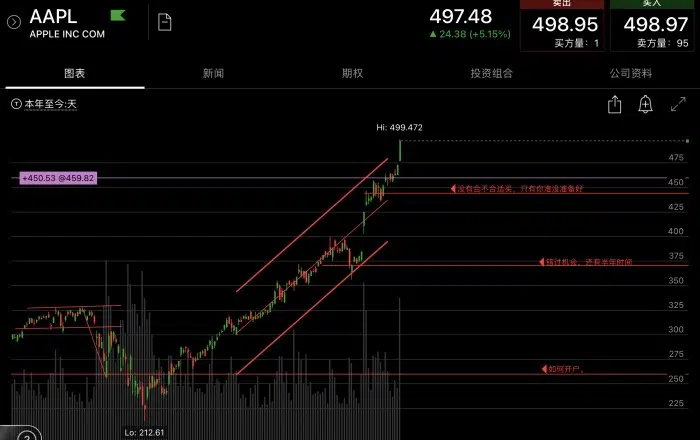 AAPL
APPLE INC COM
497.48
▲ 24.38 (+5.15%)
卖出
498.95
买方量：1
买入
498.97
卖方量：95
图表
新闻
期权
投资组合
公司资料
本年至今:天
Hi: 499.472
475
+450.53 @459.82
450
没有合不合适买，只有你准没准备好
425
400
375
错过机会，还有半年时间
350
325
300
275
250
如何开户，
225
Lo: 212.61
2